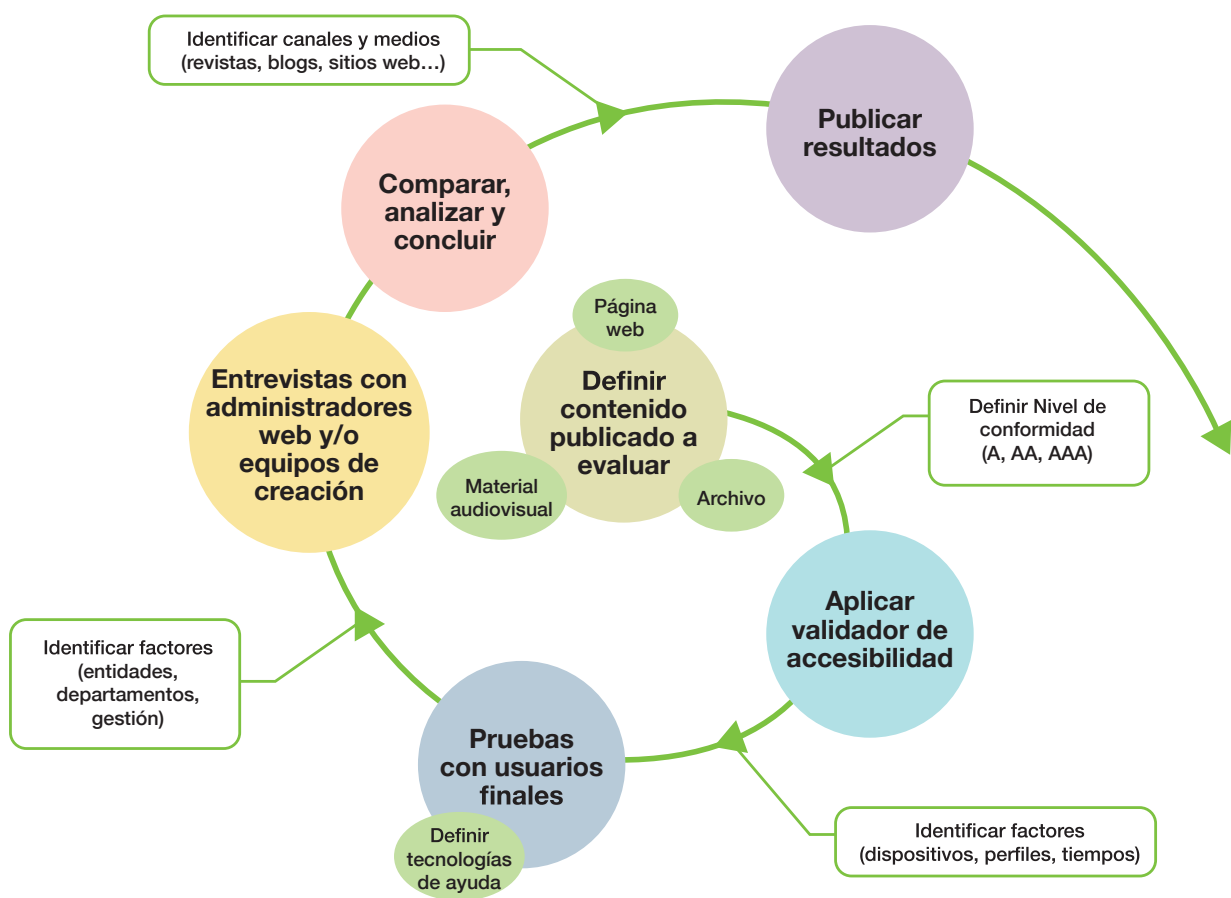 Identificar canales y medios
(revistas, blogs, sitios web…)
Publicar
resultados
Comparar,
analizar y
concluir
Página
web
Entrevistas con
administradores
web y/o
equipos de
creación
Definir
contenido
publicado a
evaluar
Definir Nivel de
conformidad
(A, AA, AAA)
Material
audiovisual
Archivo
Aplicar
validador de
accesibilidad
Identificar factores
(entidades,
departamentos,
gestión)
Pruebas
con usuarios
finales
Definir
tecnologías
de ayuda
Identificar factores
(dispositivos, perfiles, tiempos)